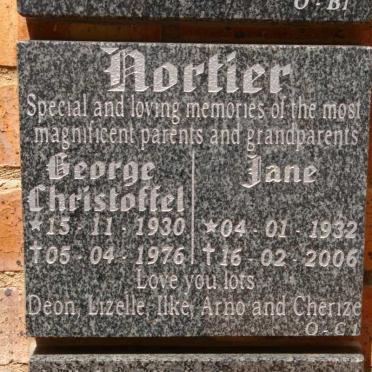 O - B1
Nortier
Special and loving memories of the most
magnificent parents and grandparents
George Christoffel
★15 - 11 - 1930
✝05 - 04 - 1976
Jane
★04 - 01 - 1932
✝16 - 02 - 2006
Love you lots
Deon, Lizelle, Ilke, Arno and Cherize
O - C1